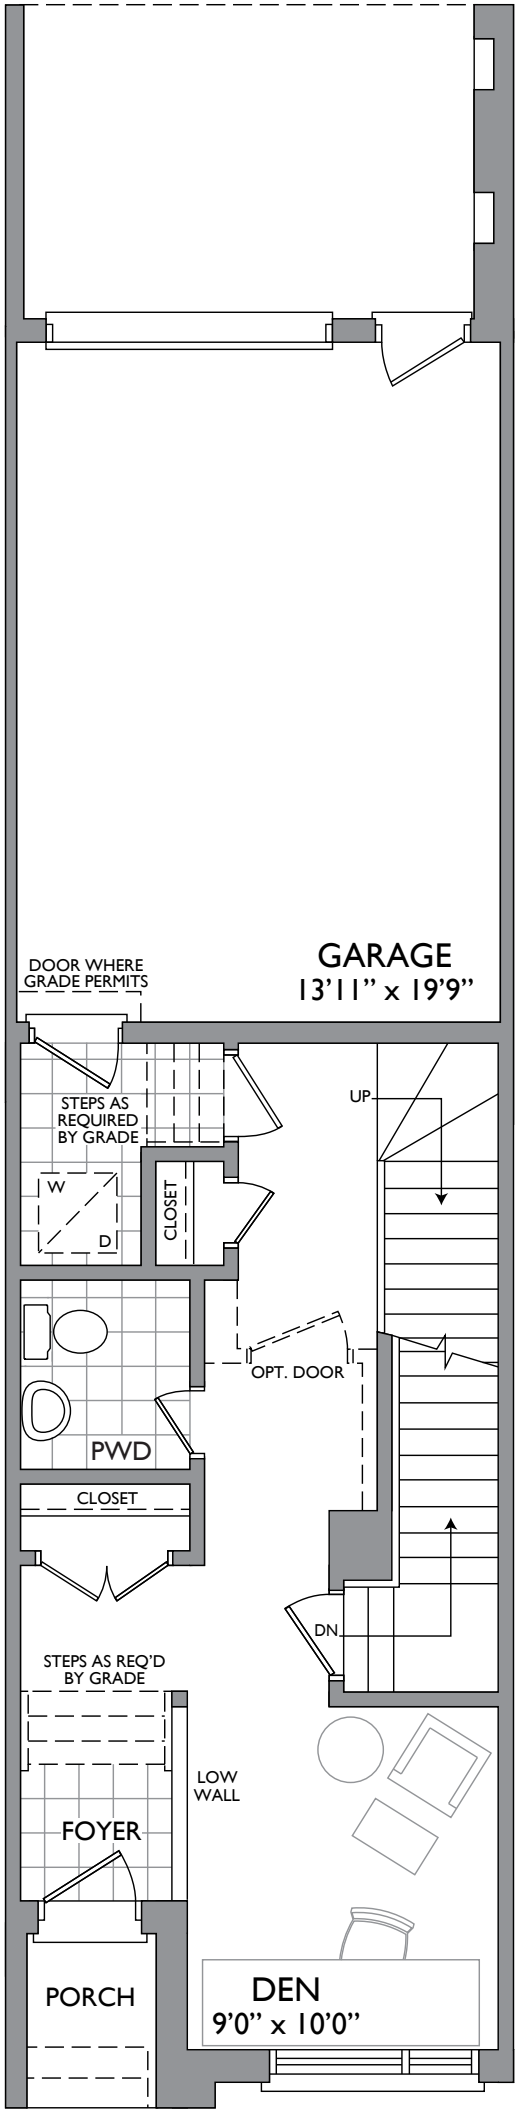 GARAGE
13'11” x 19'9”
DOOR WHERE
GRADE PERMITS
UP
STEPS AS
REQUIRED
BY GRADE
W
D
CLOSET
OPT. DOOR
PWD
CLOSET
DN
STEPS AS REQ'D
BY GRADE
LOW
WALL
FOYER
DEN
9'0” x 10'0”
PORCH